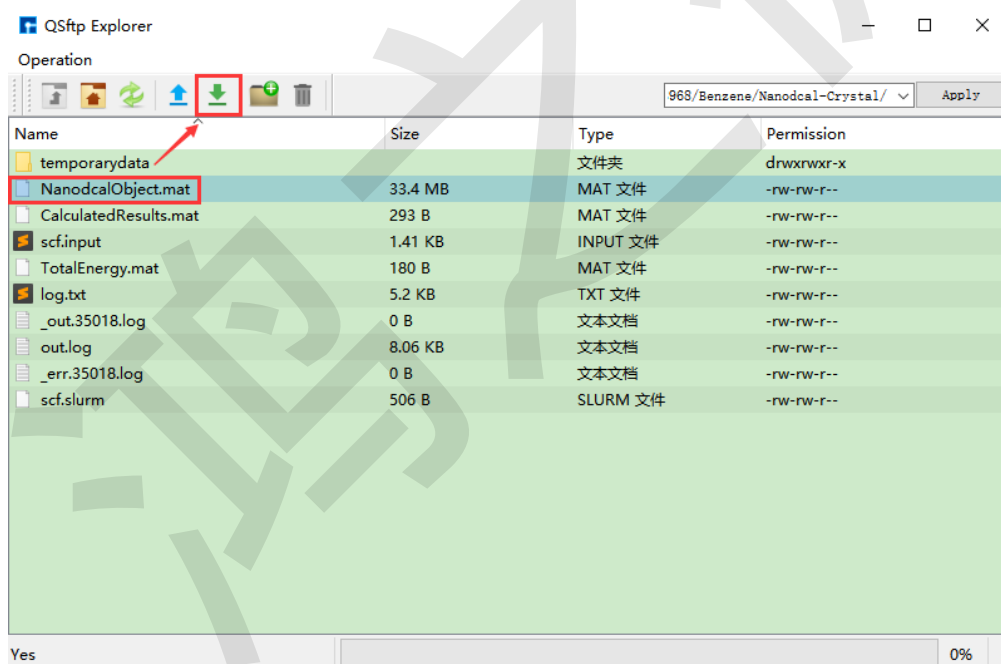 QSftp Explorer
Operation
968/Benzene/Nanodcal-Crystal/ Apply
Name Size Type Permission
temporarydata 文件夹 drwxrwxr-x
NanodcalObject.mat 33.4 MB MAT 文件 -rw-rw-r--
CalculatedResults.mat 293 B MAT 文件 -rw-rw-r--
scf.input 1.41 KB INPUT 文件 -rw-rw-r--
TotalEnergy.mat 180 B MAT 文件 -rw-rw-r--
log.txt 5.2 KB TXT 文件 -rw-rw-r--
_out.35018.log 0 B 文本文档 -rw-rw-r--
out.log 8.06 KB 文本文档 -rw-rw-r--
_err.35018.log 0 B 文本文档 -rw-rw-r--
scf.slurm 506 B SLURM 文件 -rw-rw-r--
Yes 0%